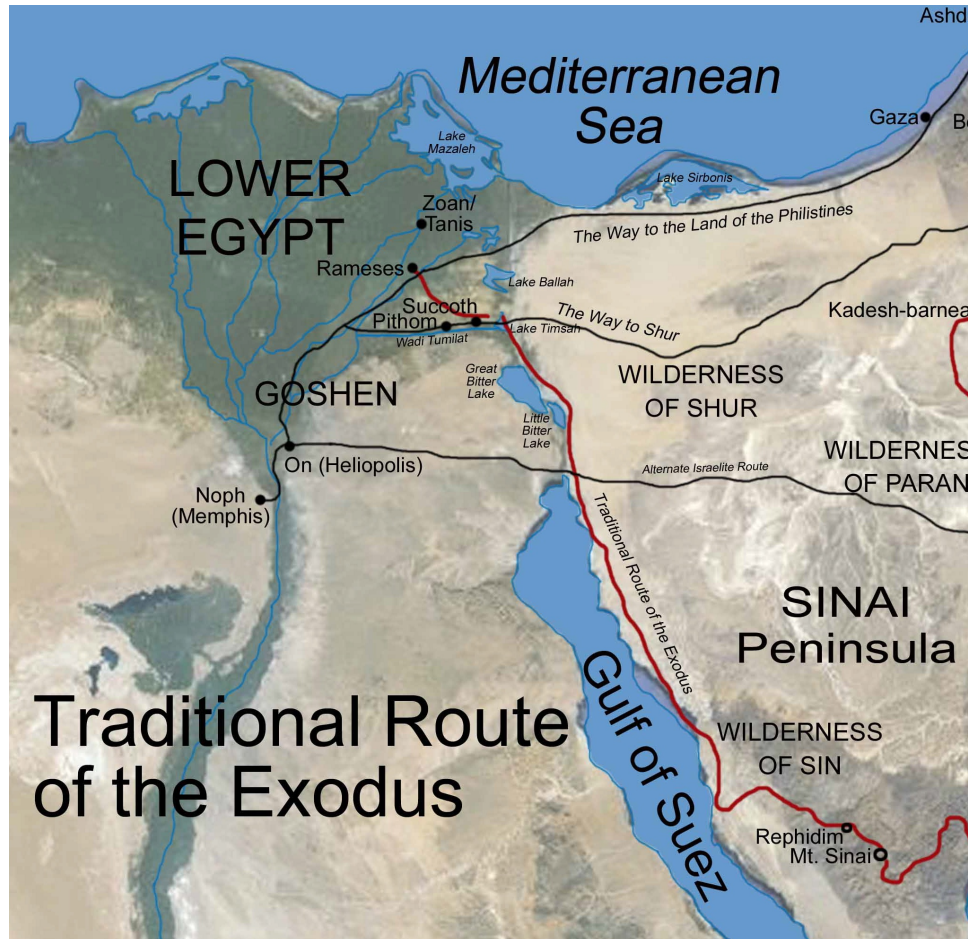 Ashd
Mediterranean
Sea
Gaza
Be
Lake
Mazaleh
LOWER
EGYPT
Lake Sirbonis
Zoan/
Tanis
The Way to the Land of the Philistines
Rameses
Lake Ballah
Succoth
Pithom
The Way to Shur
Kadesh-barnea
Lake Timsah
Wadi Tumilat
Great
Bitter
Lake
WILDERNESS
OF SHUR
GOSHEN
Little
Bitter
Lake
WILDERNES
OF PARAN
On (Heliopolis)
Alternate Israelite Route
Noph
(Memphis)
Traditional Route of the Exodus
SINAI
Peninsula
Gulf of Suez
Traditional Route
of the Exodus
WILDERNESS
OF SIN
Rephidim
Mt. Sinai